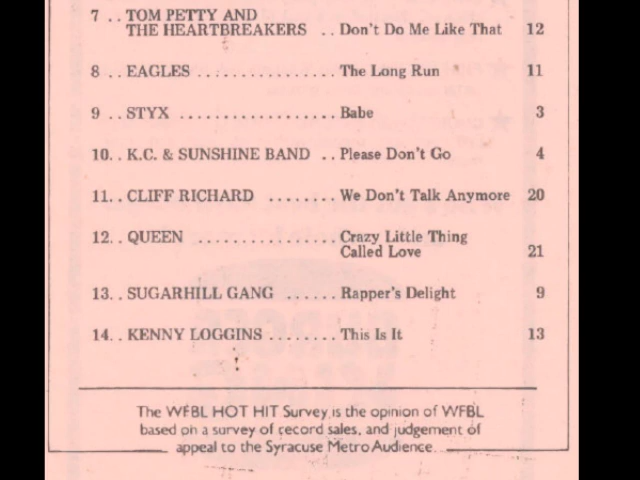 7 .. TOM PETTY AND
THE HEARTBREAKERS .. Don't Do Me Like That 12
8 .. EAGLES .............. The Long Run 11
9 .. STYX ................. Babe 3
10. . K.C. & SUNSHINE BAND .. Please Don't Go 4
11. . CLIFF RICHARD ........ We Don't Talk Anymore 20
12. . QUEEN .............. Crazy Little Thing
Called Love 21
13. . SUGARHILL GANG ...... Rapper's Delight 9
14. . KENNY LOGGINS ........ This Is It 13
The WFBL HOT HIT Survey is the opinion of WFBL
based on a survey of record sales, and judgement of
appeal to the Syracuse Metro Audience.